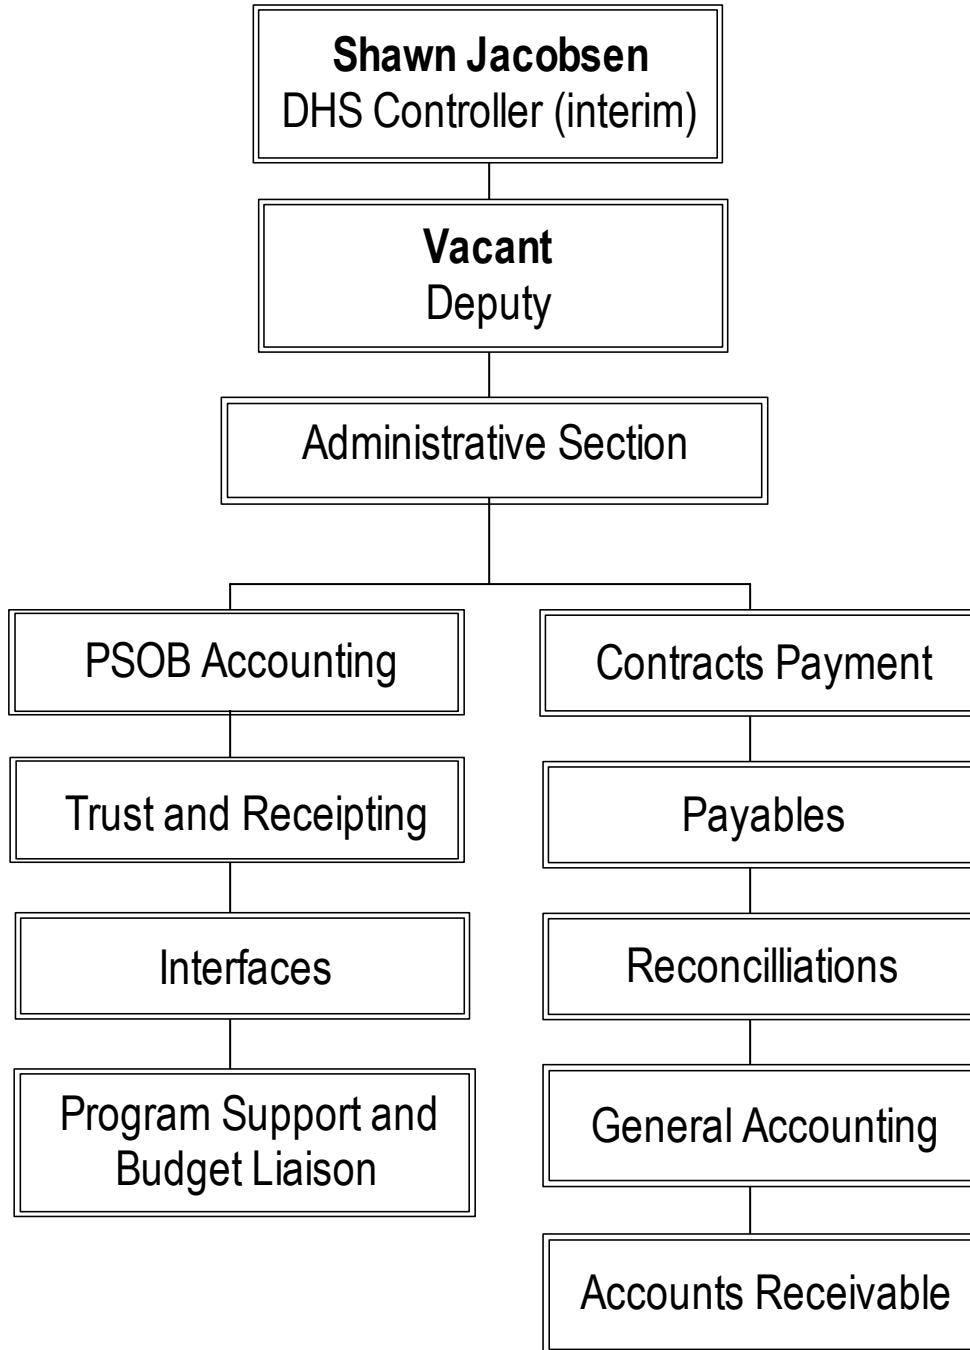 Shawn Jacobsen
DHS Controller (interim)
Vacant
Deputy
Administrative Section
PSOB Accounting
Trust and Receipting
Interfaces
Program Support and
Budget Liaison
Contracts Payment
Payables
Reconcilliations
General Accounting
Accounts Receivable